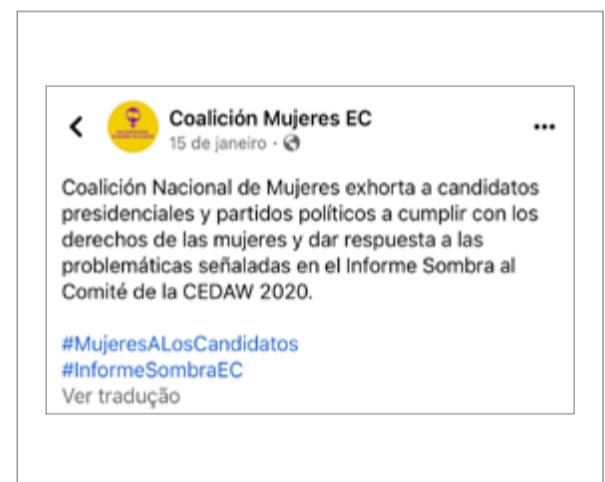 Coalición Mujeres EC
15 de janeiro ·
Coalición Nacional de Mujeres exhorta a candidatos
presidenciales y partidos políticos a cumplir con los
derechos de las mujeres y dar respuesta a las
problemáticas señaladas en el Informe Sombra al
Comité de la CEDAW 2020.
#MujeresALosCandidatos
#InformeSombraEC
Ver tradução